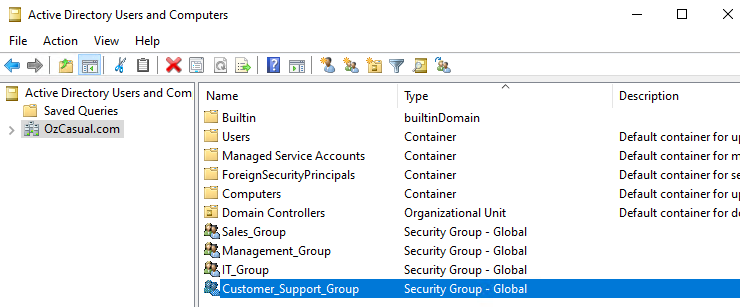 Active Directory Users and Computers
File Action View Help
Active Directory Users and Com
Saved Queries
OzCasual.com
Name Type Description
Builtin builtinDomain
Users Container Default container for up
Managed Service Accounts Container Default container for m
ForeignSecurityPrincipals Container Default container for se
Computers Container Default container for up
Domain Controllers Organizational Unit Default container for do
Sales_Group Security Group - Global
Management_Group Security Group - Global
IT_Group Security Group - Global
Customer_Support_Group Security Group - Global